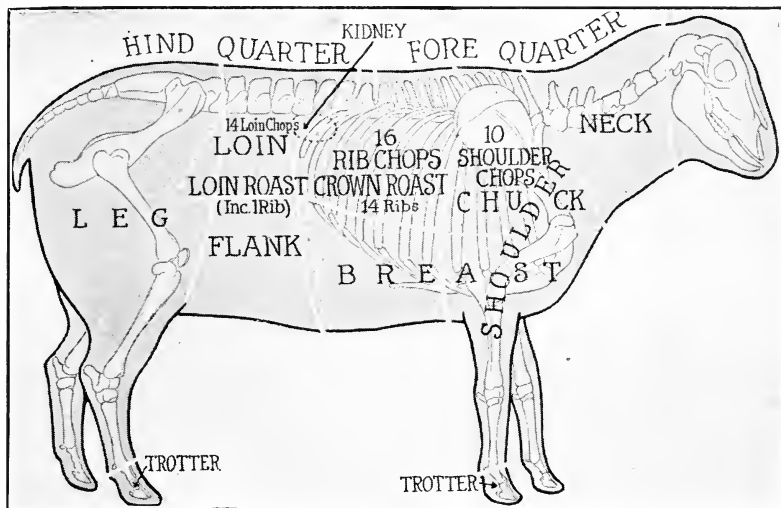 HIND QUARTER
FORE QUARTER
KIDNEY
14 Loin Chops
LOIN
LOIN ROAST
(Inc. 1 Rib)
FLANK
LEG
16
RIB CHOPS
CROWN ROAST
14 Ribs
10
SHOULDER
CHOPS
CHUCK
SHOULDER
BREAST
NECK
TROTTER
TROTTER